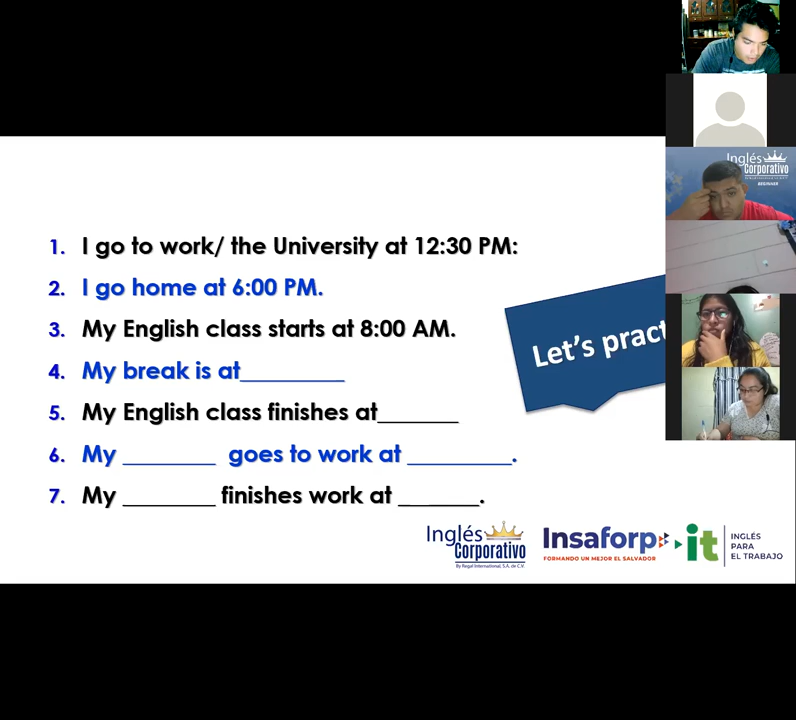 Inglés
Corporativo
BEGINNER
1. I go to work/ the University at 12:30 PM:
2. I go home at 6:00 PM.
3. My English class starts at 8:00 AM.
Let's pract
4. My break is at_________
5. My English class finishes at_______
6. My ________ goes to work at _________.
7. My ________ finishes work at _______.
Inglés
Corporativo
By Regal International, S.A. de C.V.
Insaforp
FORMANDO UN MEJOR EL SALVADOR
it
INGLÉS
PARA
EL TRABAJO